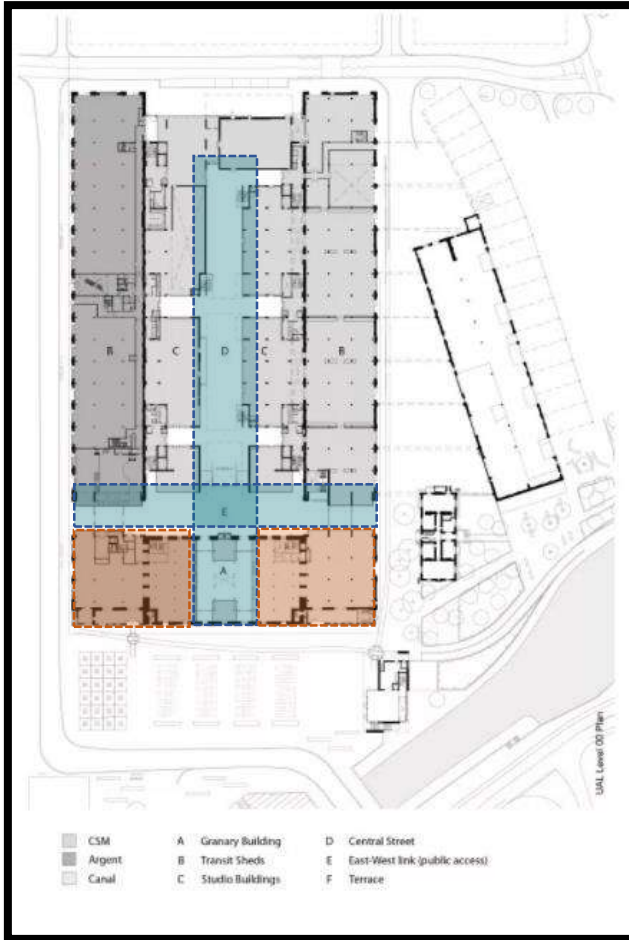 B
C
D
C
B
E
A
UAL Level 00 Plan
CSM
Argent
Canal
A Granary Building
B Transit Sheds
C Studio Buildings
D Central Street
E East-West link (public access)
F Terrace